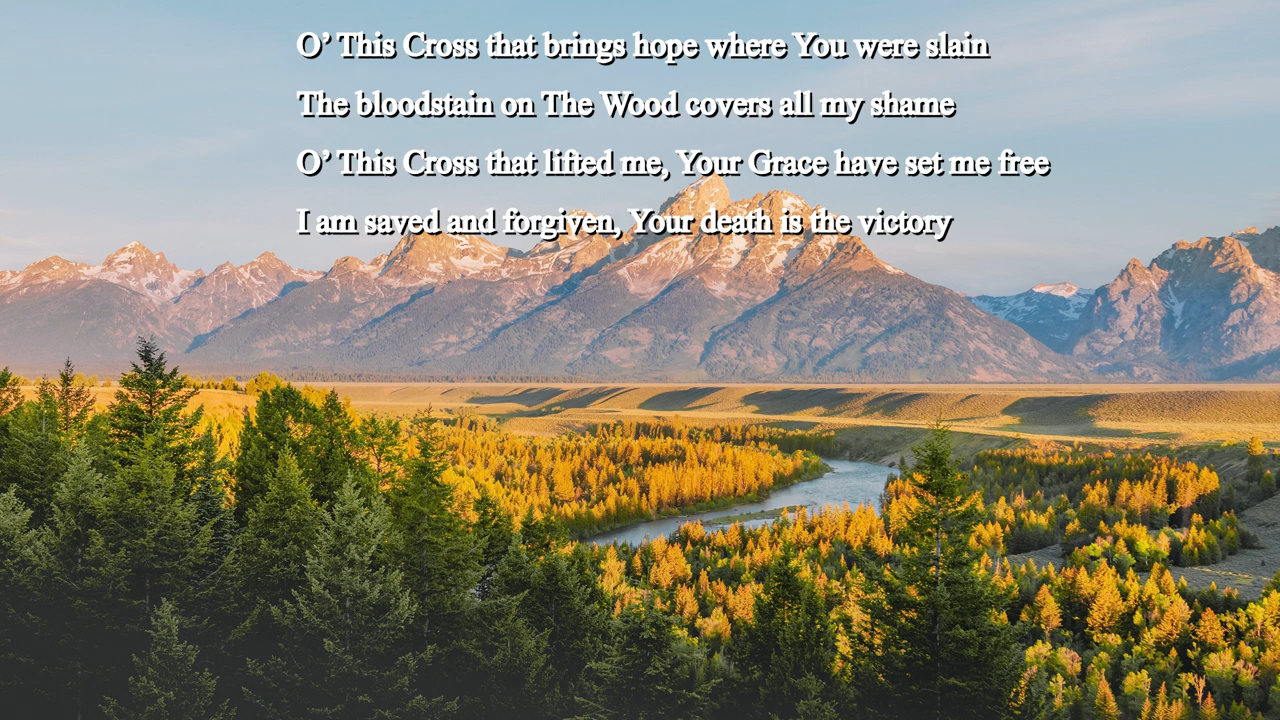 O’ This Cross that brings hope where You were slain
The bloodstain on The Wood covers all my shame
O’ This Cross that lifted me, Your Grace have set me free
I am saved and forgiven, Your death is the victory